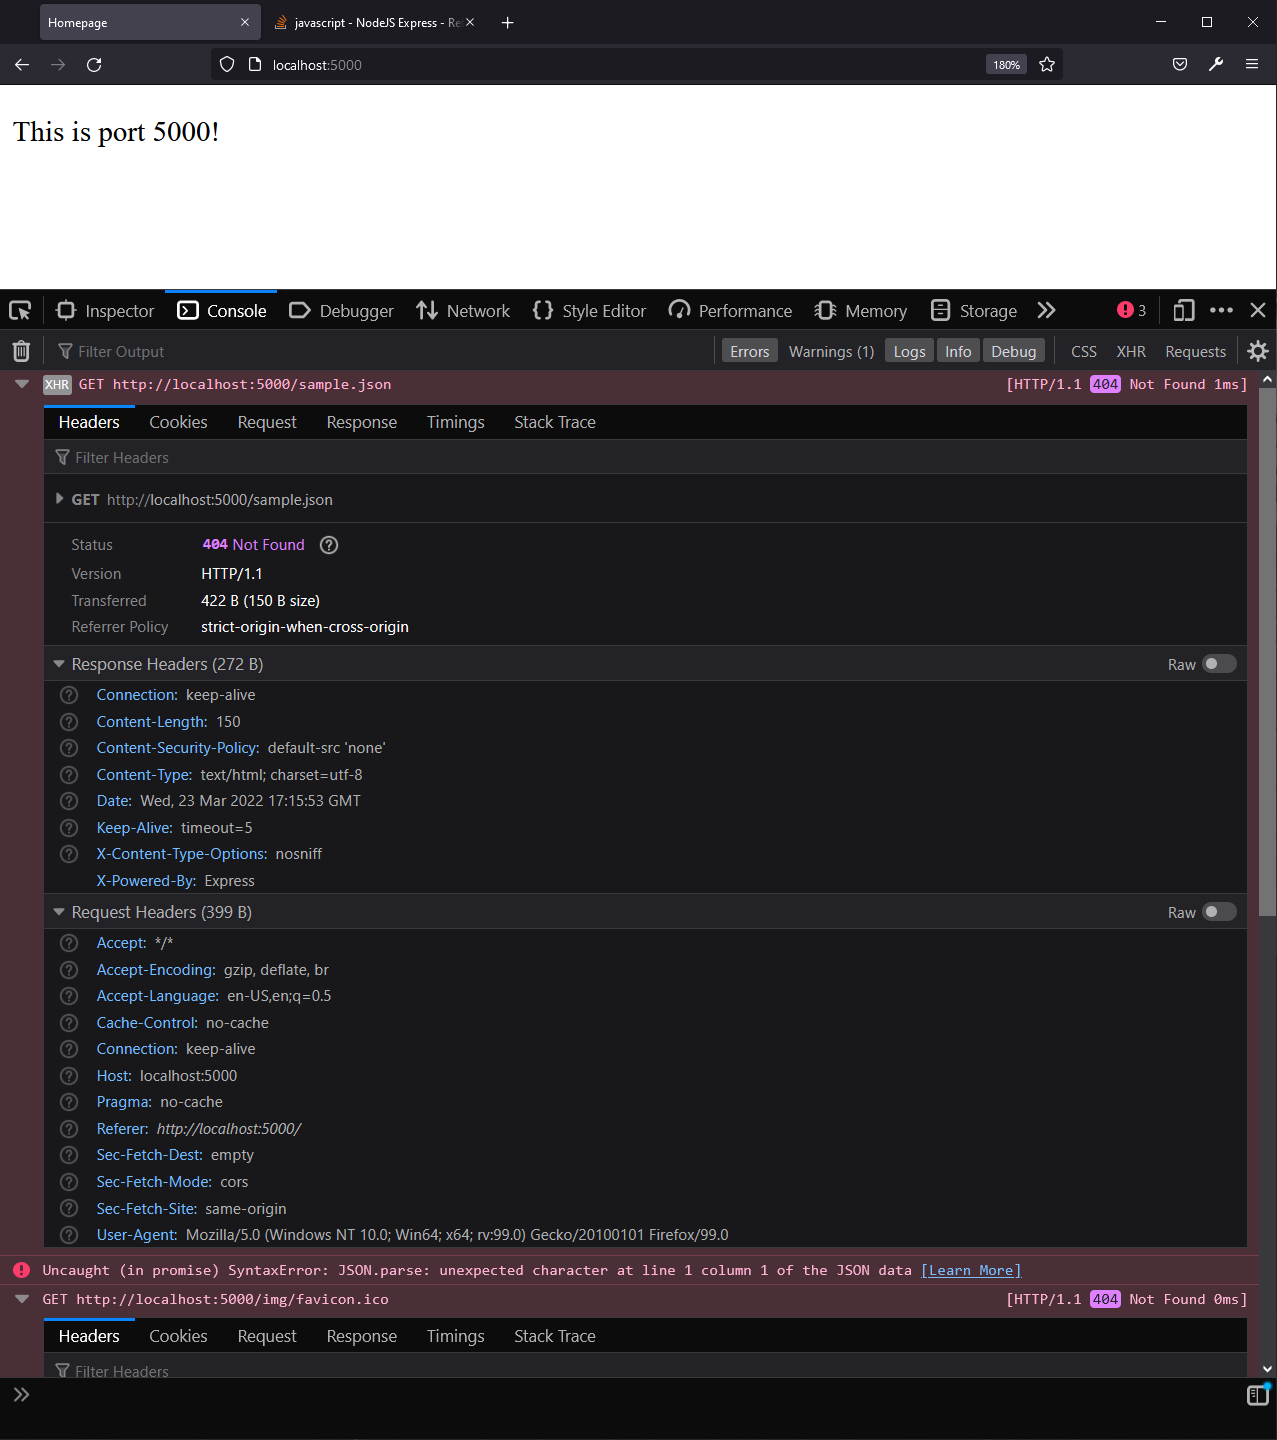 Homepage
javascript - NodeJS Express - Re
localhost:5000
180%
This is port 5000!
Inspector Console Debugger Network Style Editor Performance Memory Storage 3
Filter Output Errors Warnings (1) Logs Info Debug CSS XHR Requests
XHR GET http://localhost:5000/sample.json [HTTP/1.1 404 Not Found 1ms]
Headers Cookies Request Response Timings Stack Trace
Filter Headers
GET http://localhost:5000/sample.json
Status 404 Not Found
Version HTTP/1.1
Transferred 422 B (150 B size)
Referrer Policy strict-origin-when-cross-origin
Response Headers (272 B) Raw
Connection: keep-alive
Content-Length: 150
Content-Security-Policy: default-src 'none'
Content-Type: text/html; charset=utf-8
Date: Wed, 23 Mar 2022 17:15:53 GMT
Keep-Alive: timeout=5
X-Content-Type-Options: nosniff
X-Powered-By: Express
Request Headers (399 B) Raw
Accept: */*
Accept-Encoding: gzip, deflate, br
Accept-Language: en-US,en;q=0.5
Cache-Control: no-cache
Connection: keep-alive
Host: localhost:5000
Pragma: no-cache
Referer: http://localhost:5000/
Sec-Fetch-Dest: empty
Sec-Fetch-Mode: cors
Sec-Fetch-Site: same-origin
User-Agent: Mozilla/5.0 (Windows NT 10.0; Win64; x64; rv:99.0) Gecko/20100101 Firefox/99.0
Uncaught (in promise) SyntaxError: JSON.parse: unexpected character at line 1 column 1 of the JSON data [Learn More]
GET http://localhost:5000/img/favicon.ico [HTTP/1.1 404 Not Found 0ms]
Headers Cookies Request Response Timings Stack Trace
Filter Headers